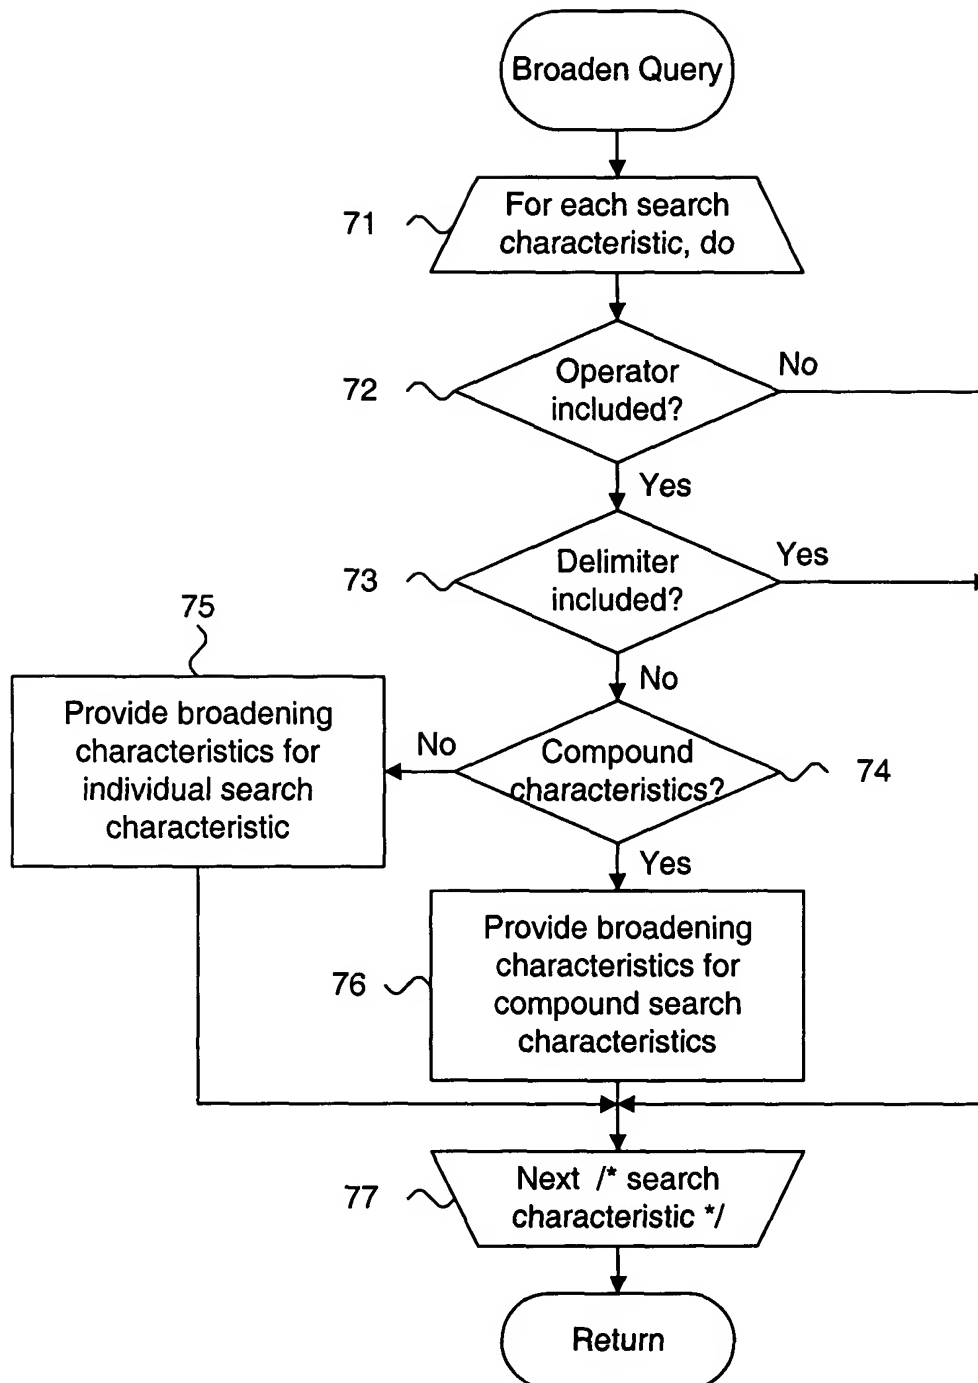 Broaden Query
71
For each search
characteristic, do
72
Operator
included?
No
Yes
73
Delimiter
included?
Yes
No
75
Provide broadening
characteristics for
individual search
characteristic
No
Compound
characteristics?
74
Yes
76
Provide broadening
characteristics for
compound search
characteristics
77
Next /* search
characteristic */
Return